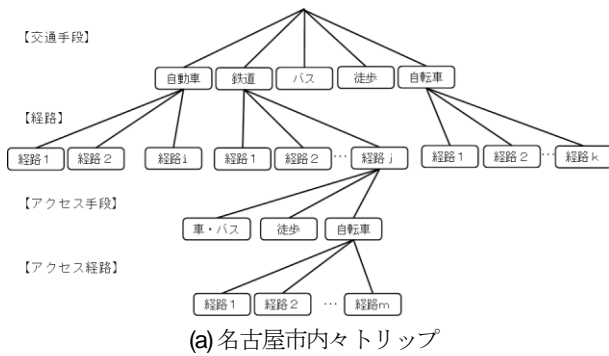 【交通手段】
自動車 鉄道 バス 徒歩 自転車
【経路】
経路1 経路2 経路i 経路1 経路2 … 経路j 経路1 経路2 … 経路k
【アクセス手段】
車・バス 徒歩 自転車
【アクセス経路】
経路1 経路2 … 経路m
(a) 名古屋市内々トリップ